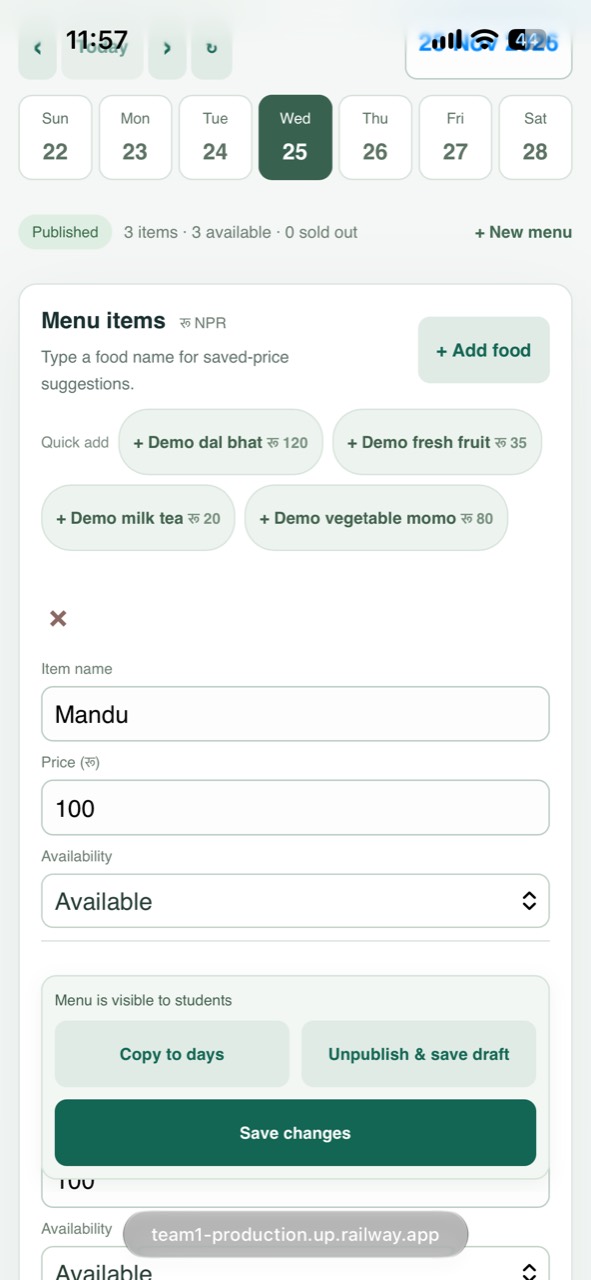 11:57
Today
44
Sun Mon Tue Wed Thu Fri Sat
22 23 24 25 26 27 28
Published 3 items · 3 available · 0 sold out + New menu
Menu items रू NPR
+ Add food
Type a food name for saved-price
suggestions.
Quick add + Demo dal bhat रू 120 + Demo fresh fruit रू 35
+ Demo milk tea रू 20 + Demo vegetable momo रू 80
×
Item name
Mandu
Price (रू)
100
Availability
Available
Menu is visible to students
Copy to days Unpublish & save draft
Save changes
100
Availability
team1-production.up.railway.app
Available